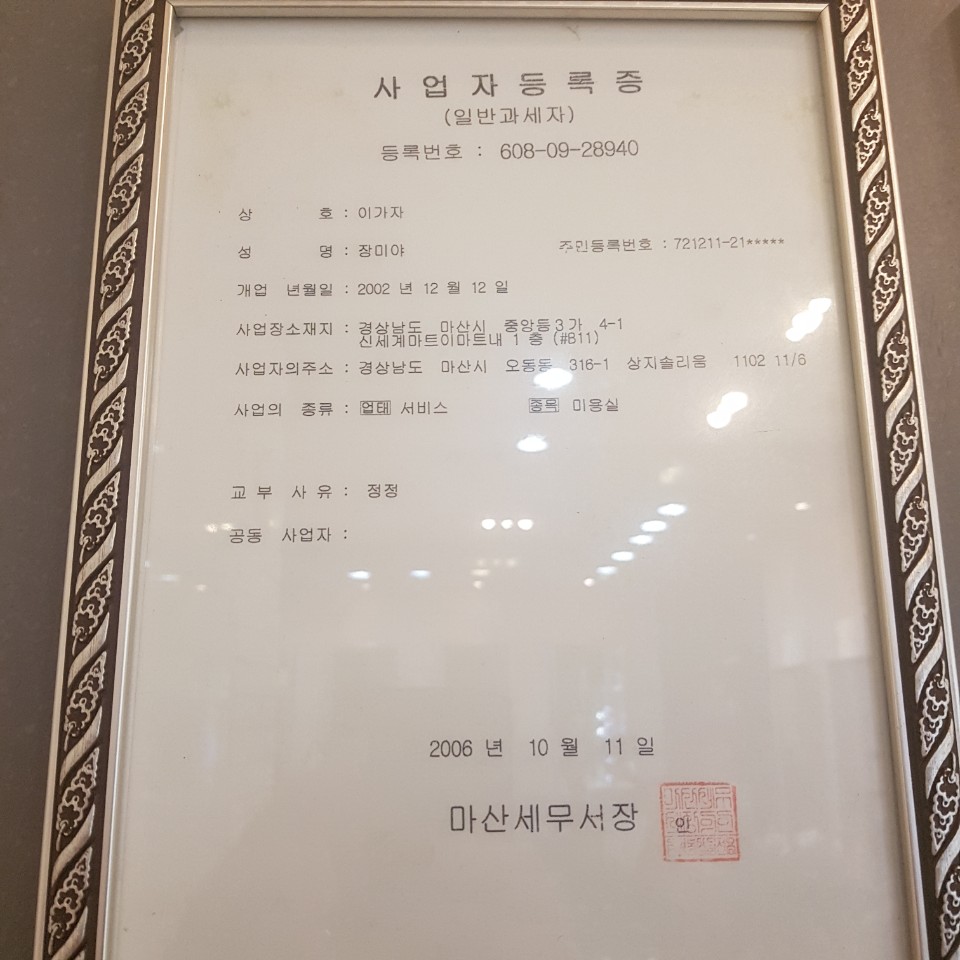 사업자등록증
(일반과세자)
등록번호 : 608-09-28940
상 호 : 이가자
성 명 : 장미야 주민등록번호 : 721211-21*****
개업 년월일 : 2002 년 12 월 12 일
사업장소재지 : 경상남도 마산시 중앙동3가 4-1
신세계마트이마트내 1 층 (#B11)
사업자의주소 : 경상남도 마산시 오동동 316-1 상지솔리움 1102 11/6
사업의 종류 : 업태 서비스 종목 미용실
교 부 사 유 : 정정
공동 사업자 :
2006 년 10 월 11 일
마산세무서장
인